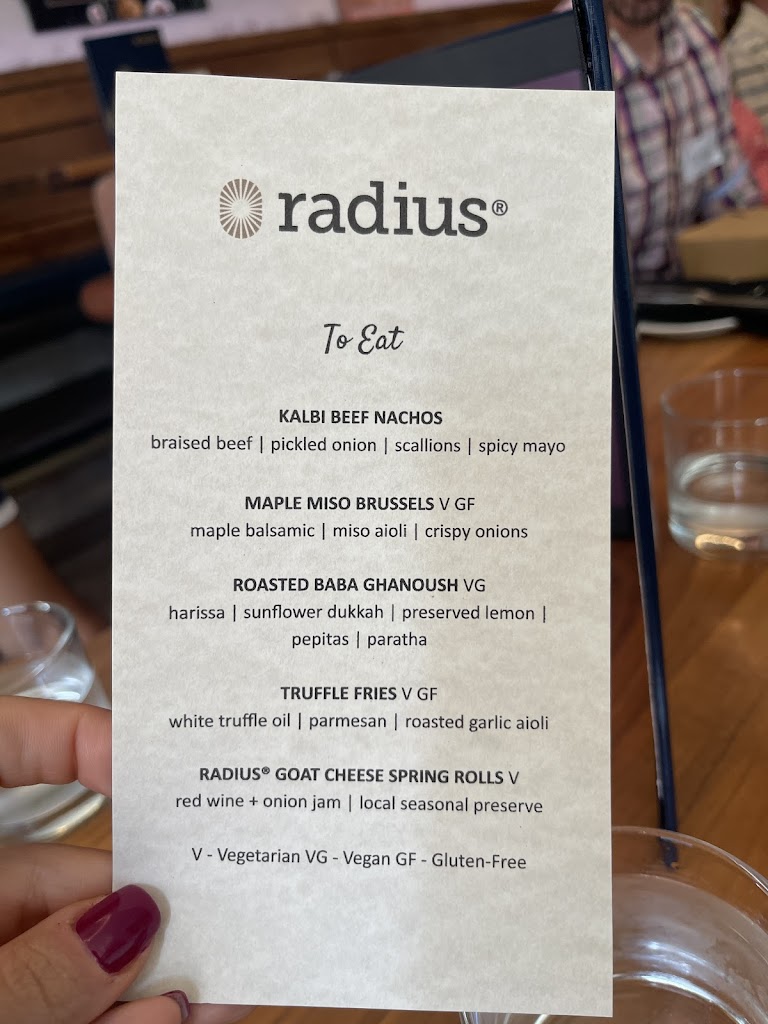 radius®
To Eat
KALBI BEEF NACHOS
braised beef | pickled onion | scallions | spicy mayo
MAPLE MISO BRUSSELS V GF
maple balsamic | miso aioli | crispy onions
ROASTED BABA GHANOUSH VG
harissa | sunflower dukkah | preserved lemon |
pepitas | paratha
TRUFFLE FRIES V GF
white truffle oil | parmesan | roasted garlic aioli
RADIUS® GOAT CHEESE SPRING ROLLS V
red wine + onion jam | local seasonal preserve
V - Vegetarian VG - Vegan GF - Gluten-Free